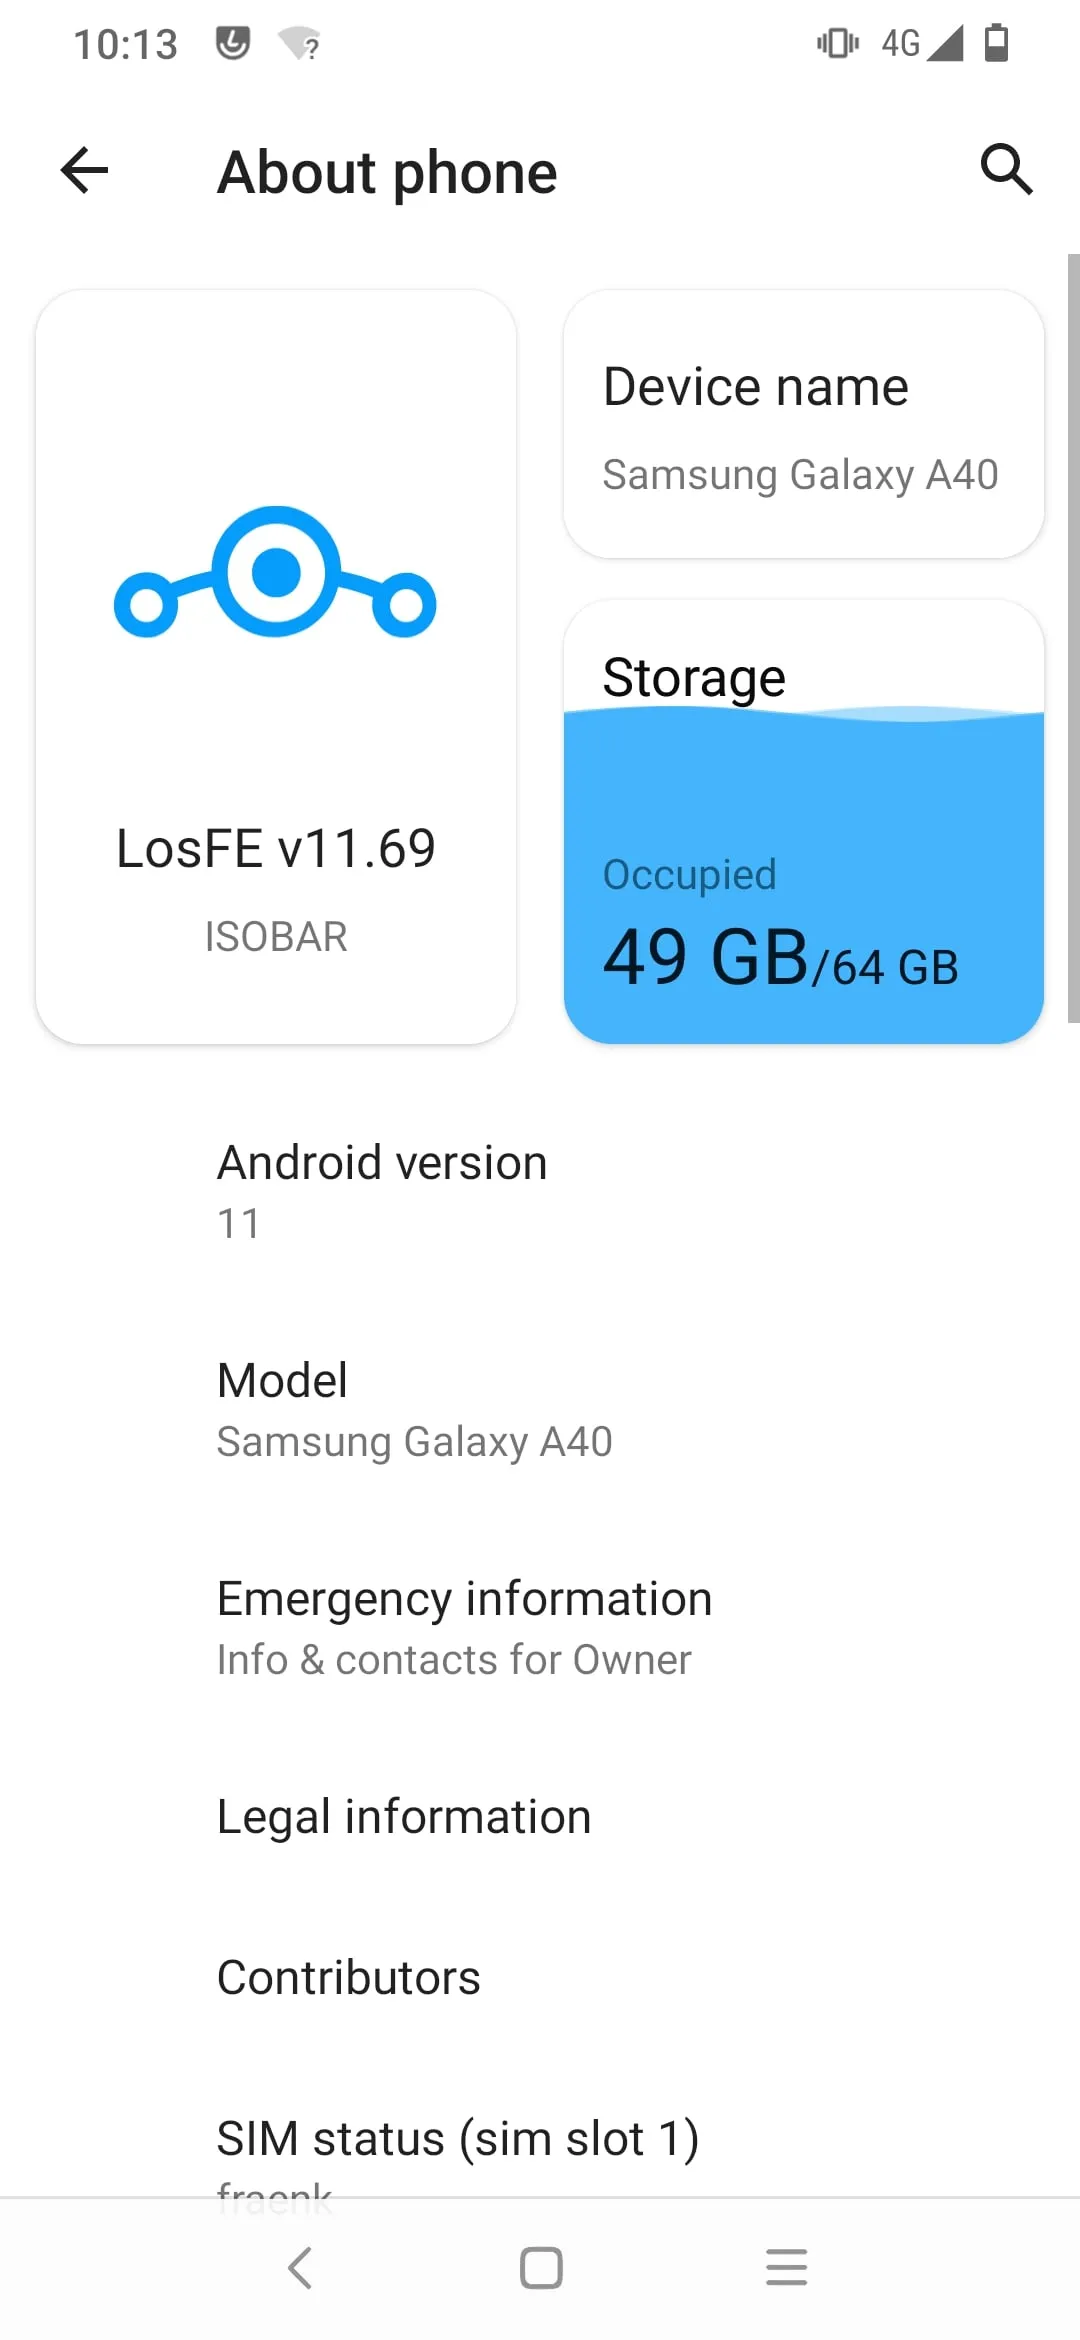 10:13
4G
About phone
Device name
Samsung Galaxy A40
LosFE v11.69
ISOBAR
Storage
Occupied
49 GB/64 GB
Android version
11
Model
Samsung Galaxy A40
Emergency information
Info & contacts for Owner
Legal information
Contributors
SIM status (sim slot 1)
fraenk